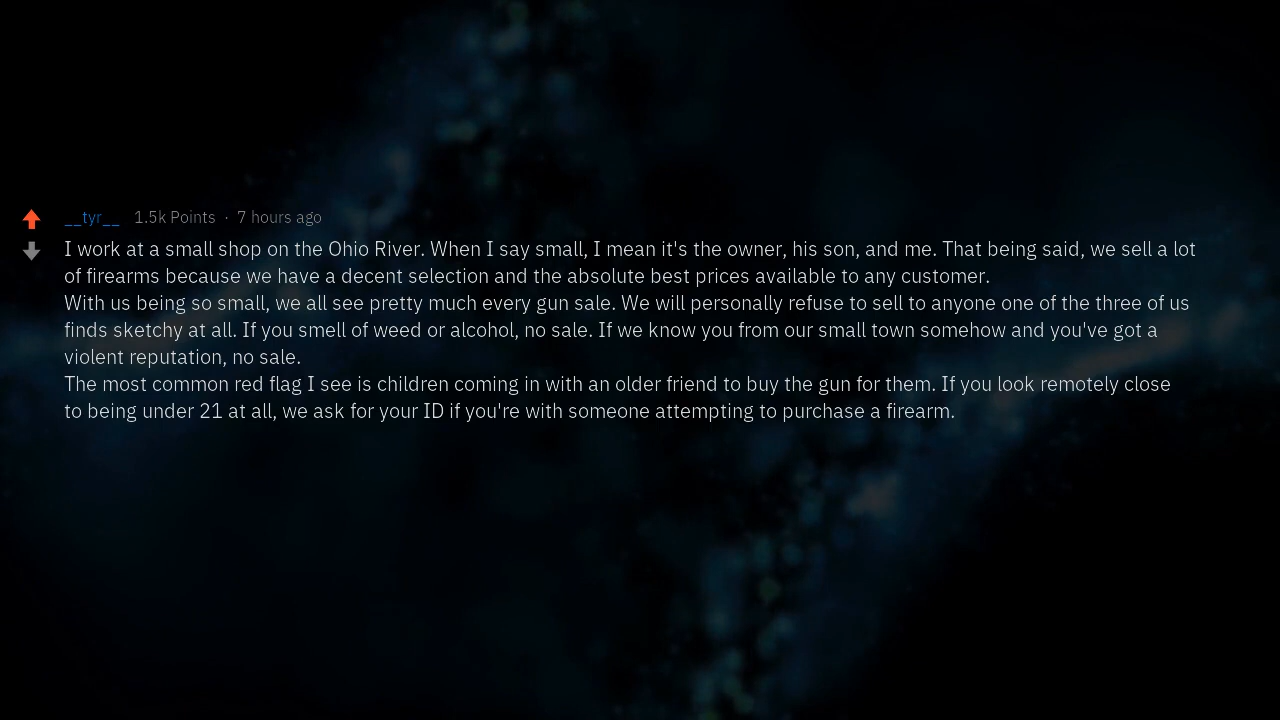 __tyr__ 1.5k Points · 7 hours ago
I work at a small shop on the Ohio River. When I say small, I mean it's the owner, his son, and me. That being said, we sell a lot
of firearms because we have a decent selection and the absolute best prices available to any customer.
With us being so small, we all see pretty much every gun sale. We will personally refuse to sell to anyone one of the three of us
finds sketchy at all. If you smell of weed or alcohol, no sale. If we know you from our small town somehow and you've got a
violent reputation, no sale.
The most common red flag I see is children coming in with an older friend to buy the gun for them. If you look remotely close
to being under 21 at all, we ask for your ID if you're with someone attempting to purchase a firearm.